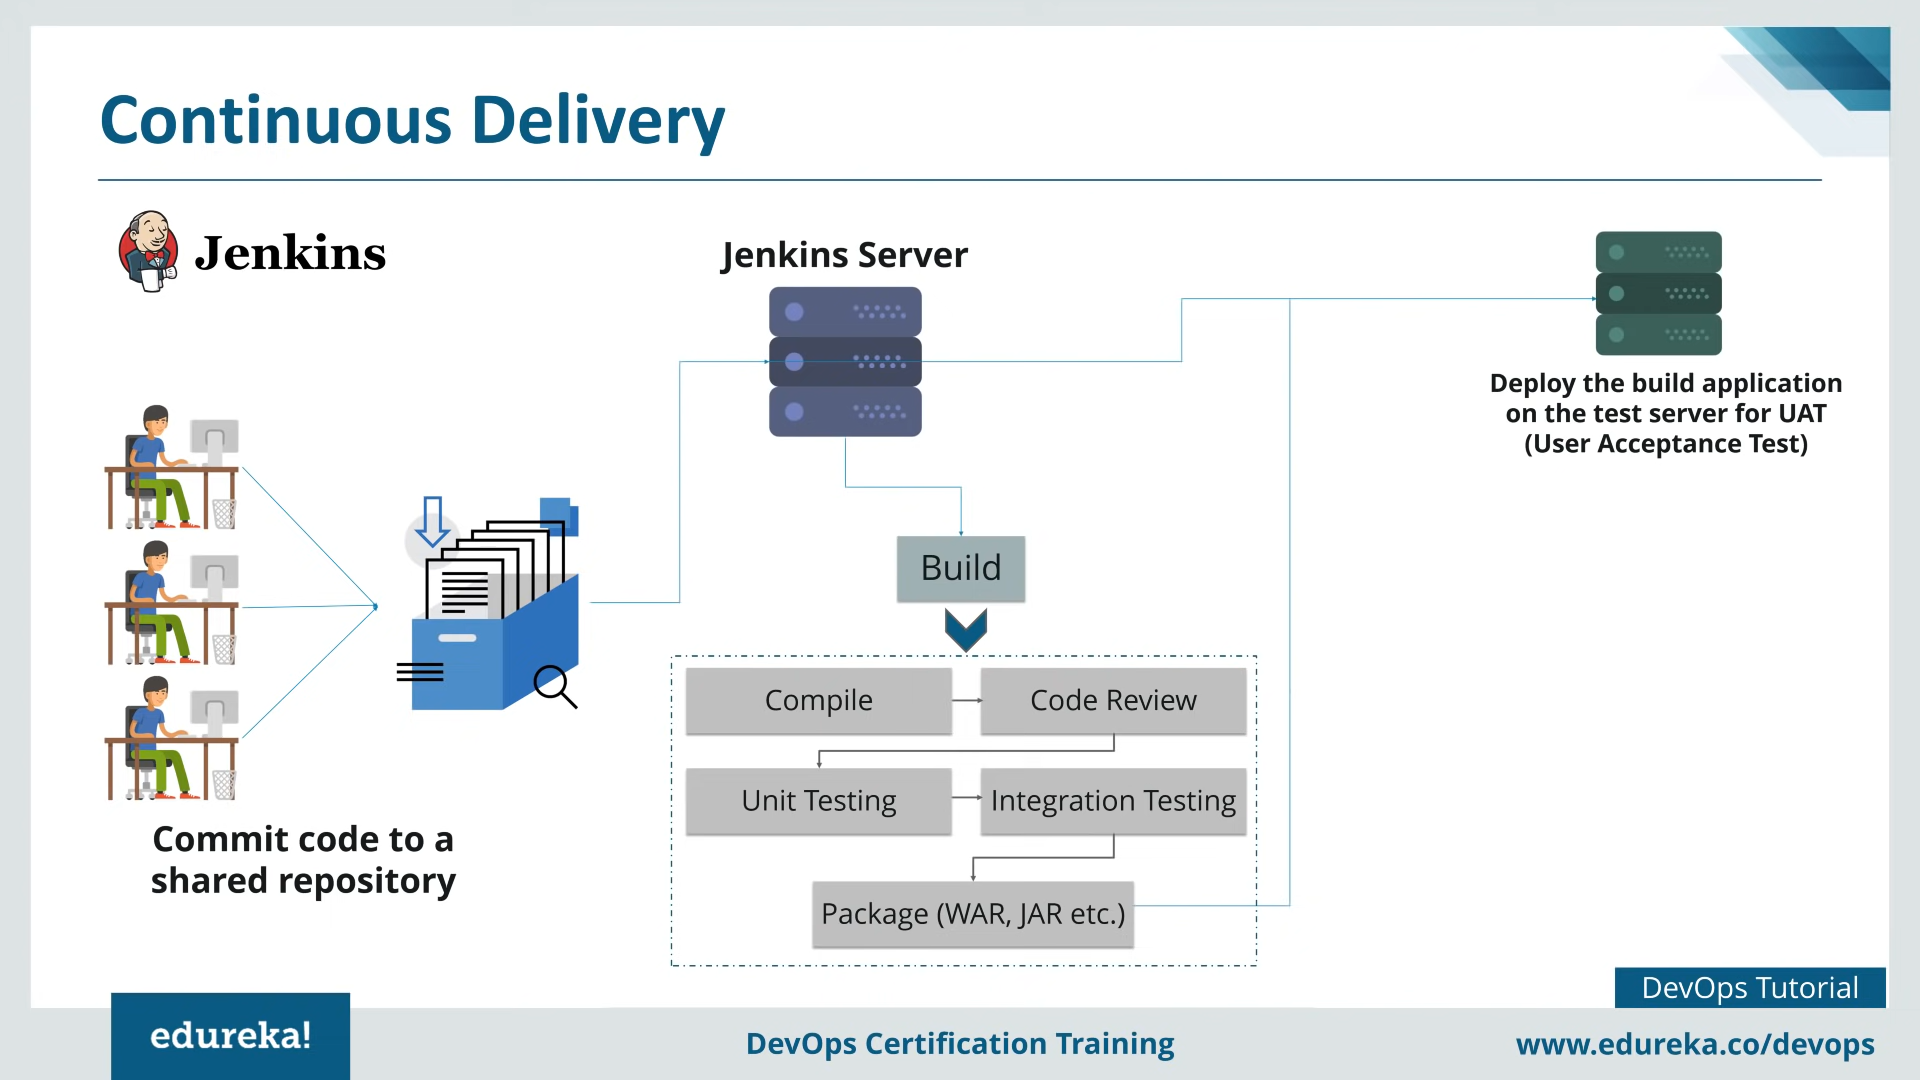 Continuous Delivery
Jenkins
Jenkins Server
Deploy the build application
on the test server for UAT
(User Acceptance Test)
Build
Compile
Code Review
Unit Testing
Integration Testing
Package (WAR, JAR etc.)
Commit code to a
shared repository
DevOps Tutorial
edureka!
DevOps Certification Training
www.edureka.co/devops